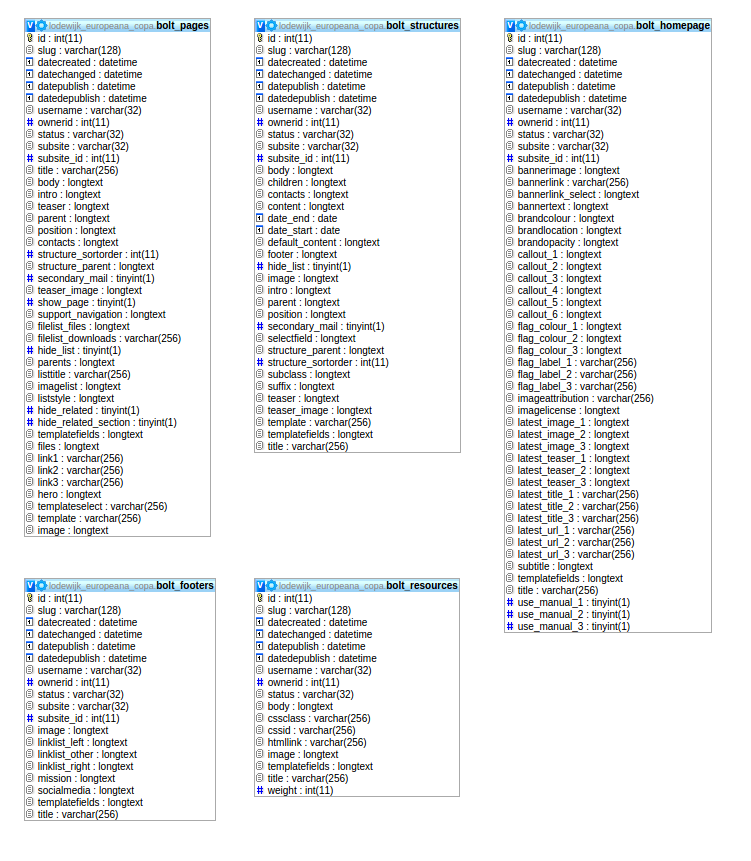 lodewijk_europeana_copa.bolt_pages
id : int(11)
slug : varchar(128)
datecreated : datetime
datechanged : datetime
datepublish : datetime
datedepublish : datetime
username : varchar(32)
ownerid : int(11)
status : varchar(32)
subsite : varchar(32)
subsite_id : int(11)
title : varchar(256)
body : longtext
intro : longtext
teaser : longtext
parent : longtext
position : longtext
contacts : longtext
structure_sortorder : int(11)
structure_parent : longtext
secondary_mail : tinyint(1)
teaser_image : longtext
show_page : tinyint(1)
support_navigation : longtext
filelist_files : longtext
filelist_downloads : varchar(256)
hide_list : tinyint(1)
parents : longtext
listtitle : varchar(256)
imagelist : longtext
liststyle : longtext
hide_related : tinyint(1)
hide_related_section : tinyint(1)
templatefields : longtext
files : longtext
link1 : varchar(256)
link2 : varchar(256)
link3 : varchar(256)
hero : longtext
templateselect : varchar(256)
template : varchar(256)
image : longtext
lodewijk_europeana_copa.bolt_structures
id : int(11)
slug : varchar(128)
datecreated : datetime
datechanged : datetime
datepublish : datetime
datedepublish : datetime
username : varchar(32)
ownerid : int(11)
status : varchar(32)
subsite : varchar(32)
subsite_id : int(11)
body : longtext
children : longtext
contacts : longtext
content : longtext
date_end : date
date_start : date
default_content : longtext
footer : longtext
hide_list : tinyint(1)
image : longtext
intro : longtext
parent : longtext
position : longtext
secondary_mail : tinyint(1)
selectfield : longtext
structure_parent : longtext
structure_sortorder : int(11)
subclass : longtext
suffix : longtext
teaser : longtext
teaser_image : longtext
template : varchar(256)
templatefields : longtext
title : varchar(256)
lodewijk_europeana_copa.bolt_homepage
id : int(11)
slug : varchar(128)
datecreated : datetime
datechanged : datetime
datepublish : datetime
datedepublish : datetime
username : varchar(32)
ownerid : int(11)
status : varchar(32)
subsite : varchar(32)
subsite_id : int(11)
bannerimage : longtext
bannerlink : varchar(256)
bannerlink_select : longtext
bannertext : longtext
brandcolour : longtext
brandlocation : longtext
brandopacity : longtext
callout_1 : longtext
callout_2 : longtext
callout_3 : longtext
callout_4 : longtext
callout_5 : longtext
callout_6 : longtext
flag_colour_1 : longtext
flag_colour_2 : longtext
flag_colour_3 : longtext
flag_label_1 : varchar(256)
flag_label_2 : varchar(256)
flag_label_3 : varchar(256)
imageattribution : varchar(256)
imagelicense : longtext
latest_image_1 : longtext
latest_image_2 : longtext
latest_image_3 : longtext
latest_teaser_1 : longtext
latest_teaser_2 : longtext
latest_teaser_3 : longtext
latest_title_1 : varchar(256)
latest_title_2 : varchar(256)
latest_title_3 : varchar(256)
latest_url_1 : varchar(256)
latest_url_2 : varchar(256)
latest_url_3 : varchar(256)
subtitle : longtext
templatefields : longtext
title : varchar(256)
use_manual_1 : tinyint(1)
use_manual_2 : tinyint(1)
use_manual_3 : tinyint(1)
lodewijk_europeana_copa.bolt_footers
id : int(11)
slug : varchar(128)
datecreated : datetime
datechanged : datetime
datepublish : datetime
datedepublish : datetime
username : varchar(32)
ownerid : int(11)
status : varchar(32)
subsite : varchar(32)
subsite_id : int(11)
image : longtext
linklist_left : longtext
linklist_other : longtext
linklist_right : longtext
mission : longtext
socialmedia : longtext
templatefields : longtext
title : varchar(256)
lodewijk_europeana_copa.bolt_resources
id : int(11)
slug : varchar(128)
datecreated : datetime
datechanged : datetime
datepublish : datetime
datedepublish : datetime
username : varchar(32)
ownerid : int(11)
status : varchar(32)
body : longtext
cssclass : varchar(256)
cssid : varchar(256)
htmllink : varchar(256)
image : longtext
templatefields : longtext
title : varchar(256)
weight : int(11)